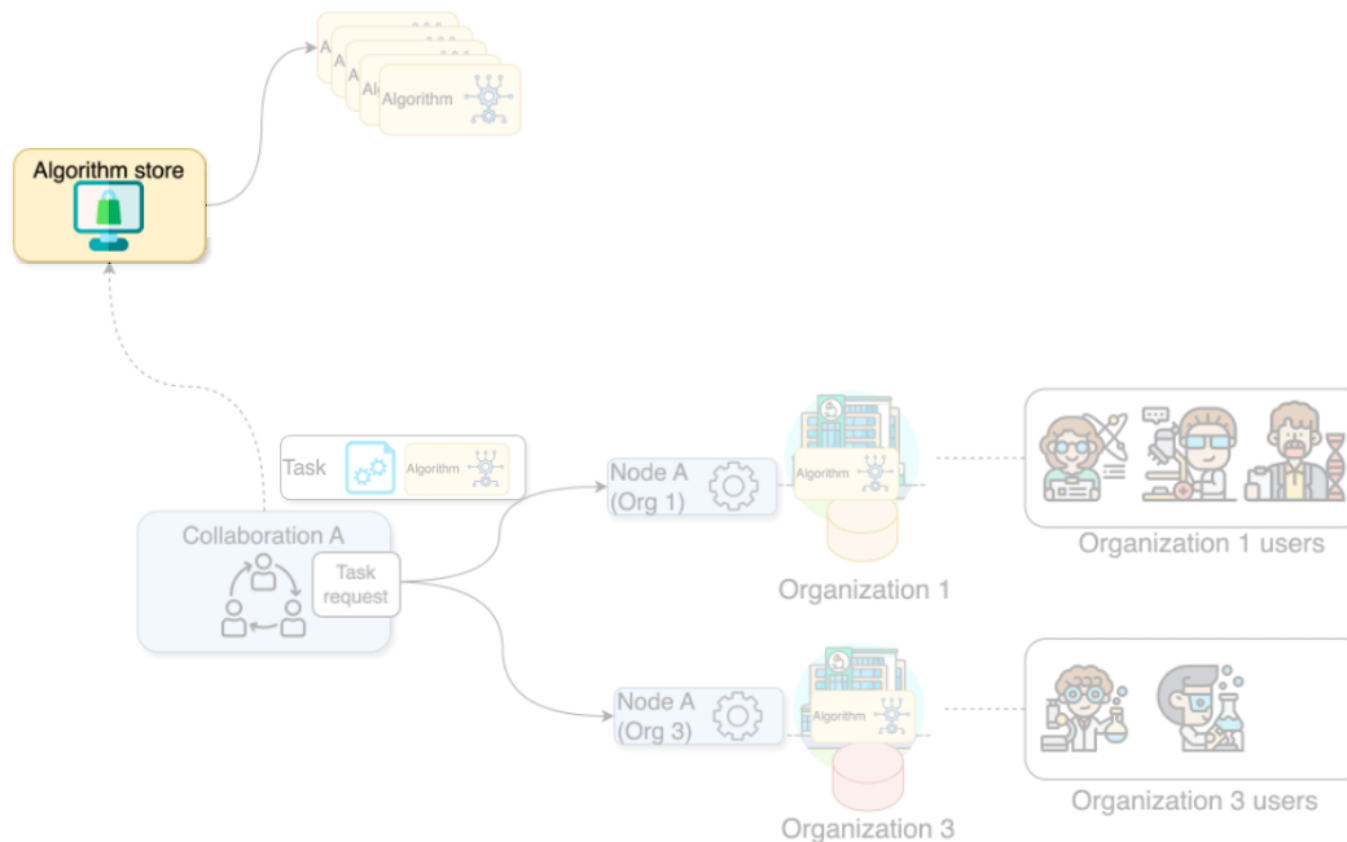 A
A
A
Al
Algorithm
Algorithm store
Task
Algorithm
Collaboration A
Task
request
Node A
(Org 1)
Algorithm
Organization 1
Organization 1 users
Node A
(Org 3)
Algorithm
Organization 3
Organization 3 users